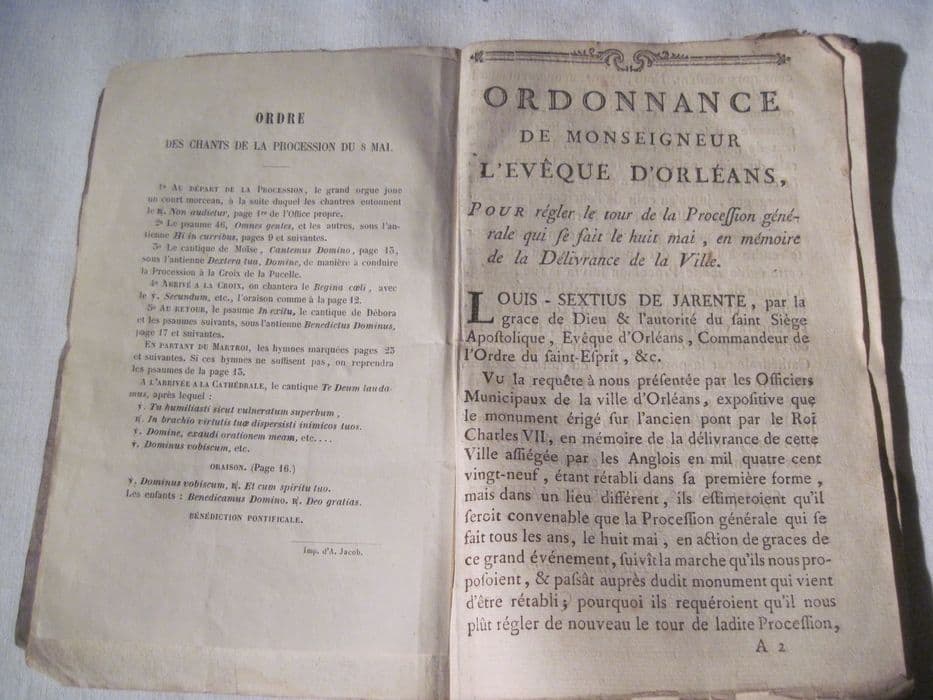 ORDRE
DES CHANTS DE LA PROCESSION DU 8 MAI.
1º AU DÉPART DE LA PROCESSION, le grand orgue joue
un court morceau, à la suite duquel les chantres entonnent
le ℟. Non audietur, page 1re de l'Office propre.
2º Le psaume 46, Omnes gentes, et les autres, sous l'an-
tienne Hi in curribus, pages 9 et suivantes.
3º Le cantique de Moïse, Cantemus Domino, page 15,
sous l'antienne Dextera tua, Domine, de manière à conduire
la Procession à la Croix de la Pucelle.
4º ARRIVÉ A LA CROIX, on chantera le Regina cœli, avec
le ℣. Secundum, etc., l'oraison comme à la page 12.
5º AU RETOUR, le psaume In exitu, le cantique de Débora
et les psaumes suivants, sous l'antienne Benedictus Dominus,
page 17 et suivantes.
EN PARTANT DU MARTROI, les hymnes marquées pages 25
et suivantes. Si ces hymnes ne suffisent pas, on reprendra
les psaumes de la page 15.
A L'ARRIVÉE A LA CATHÉDRALE, le cantique Te Deum lauda-
mus, après lequel :
℣. Tu humiliasti sicut vulneratum superbum,
℟. In brachio virtutis tuæ dispersisti inimicos tuos.
℣. Domine, exaudi orationem meam, etc....
℣. Dominus vobiscum, etc.
ORAISON. (Page 16.)
℣. Dominus vobiscum, ℟. Et cum spiritu tuo.
Les enfants : Benedicamus Domino. ℟. Deo gratias.
BÉNÉDICTION PONTIFICALE.
Imp. d'A. Jacob.
ORDONNANCE
DE MONSEIGNEUR
L'EVÊQUE D'ORLÉANS,
POUR régler le tour de la Proceſſion géné-
rale qui ſe fait le huit mai, en mémoire
de la Délivrance de la Ville.
LOUIS-SEXTIUS DE JARENTE, par la
grace de Dieu & l'autorité du ſaint Siège
Apoſtolique, Evêque d'Orléans, Commandeur de
l'Ordre du ſaint-Eſprit, &c.
VU la requête à nous préſentée par les Officiers
Municipaux de la ville d'Orléans, expoſitive que
le monument érigé ſur l'ancien pont par le Roi
Charles VII, en mémoire de la délivrance de cette
Ville aſſiégée par les Anglois en mil quatre cent
vingt-neuf, étant rétabli dans ſa première forme,
mais dans un lieu différent, ils eſtimeroient qu'il
ſeroit convenable que la Proceſſion générale qui ſe
fait tous les ans, le huit mai, en action de graces de
ce grand événement, ſuivît la marche qu'ils nous pro-
poſoient, & paſsât auprès dudit monument qui vient
d'être rétabli; pourquoi ils requéroient qu'il nous
plût régler de nouveau le tour de ladite Proceſſion,
A 2